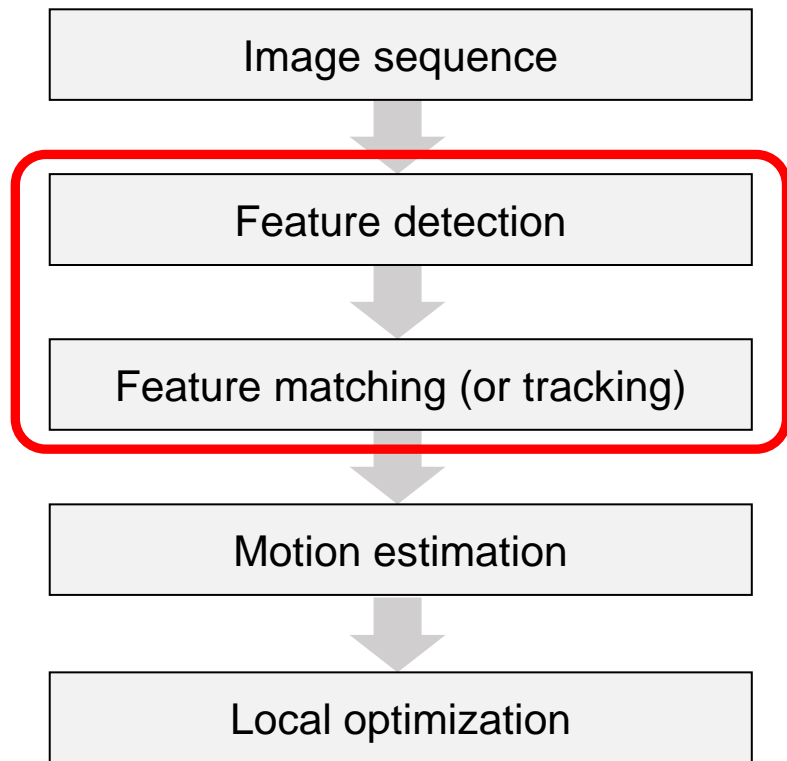 Image sequence
Feature detection
Feature matching (or tracking)
Motion estimation
Local optimization